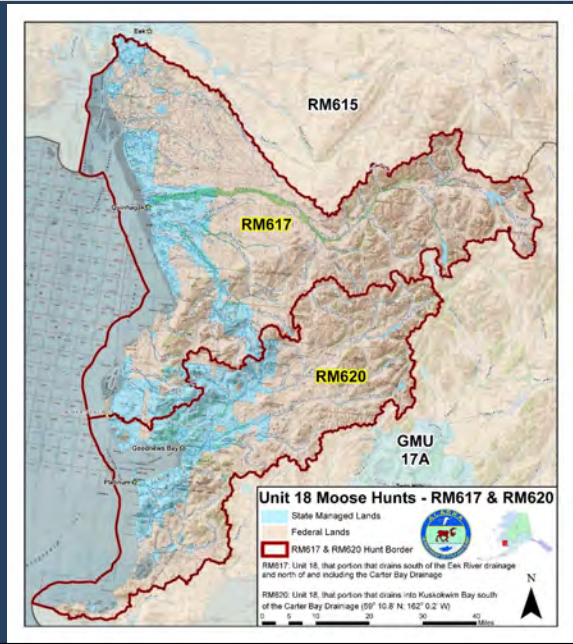 Eek
RM615
Quinhagak
RM617
RM620
Goodnews Bay
Platinum
GMU
17A
Unit 18 Moose Hunts - RM617 & RM620
State Managed Lands
Federal Lands
RM617 & RM620 Hunt Border
ALASKA
RM617: Unit 18, that portion that drains south of the Eek River drainage
and north of and including the Carter Bay Drainage
RM620: Unit 18, that portion that drains into Kuskokwim Bay south
of the Carter Bay Drainage (59° 10.8' N; 162° 0.2' W)
N
0 5 10 20 30 40
Miles